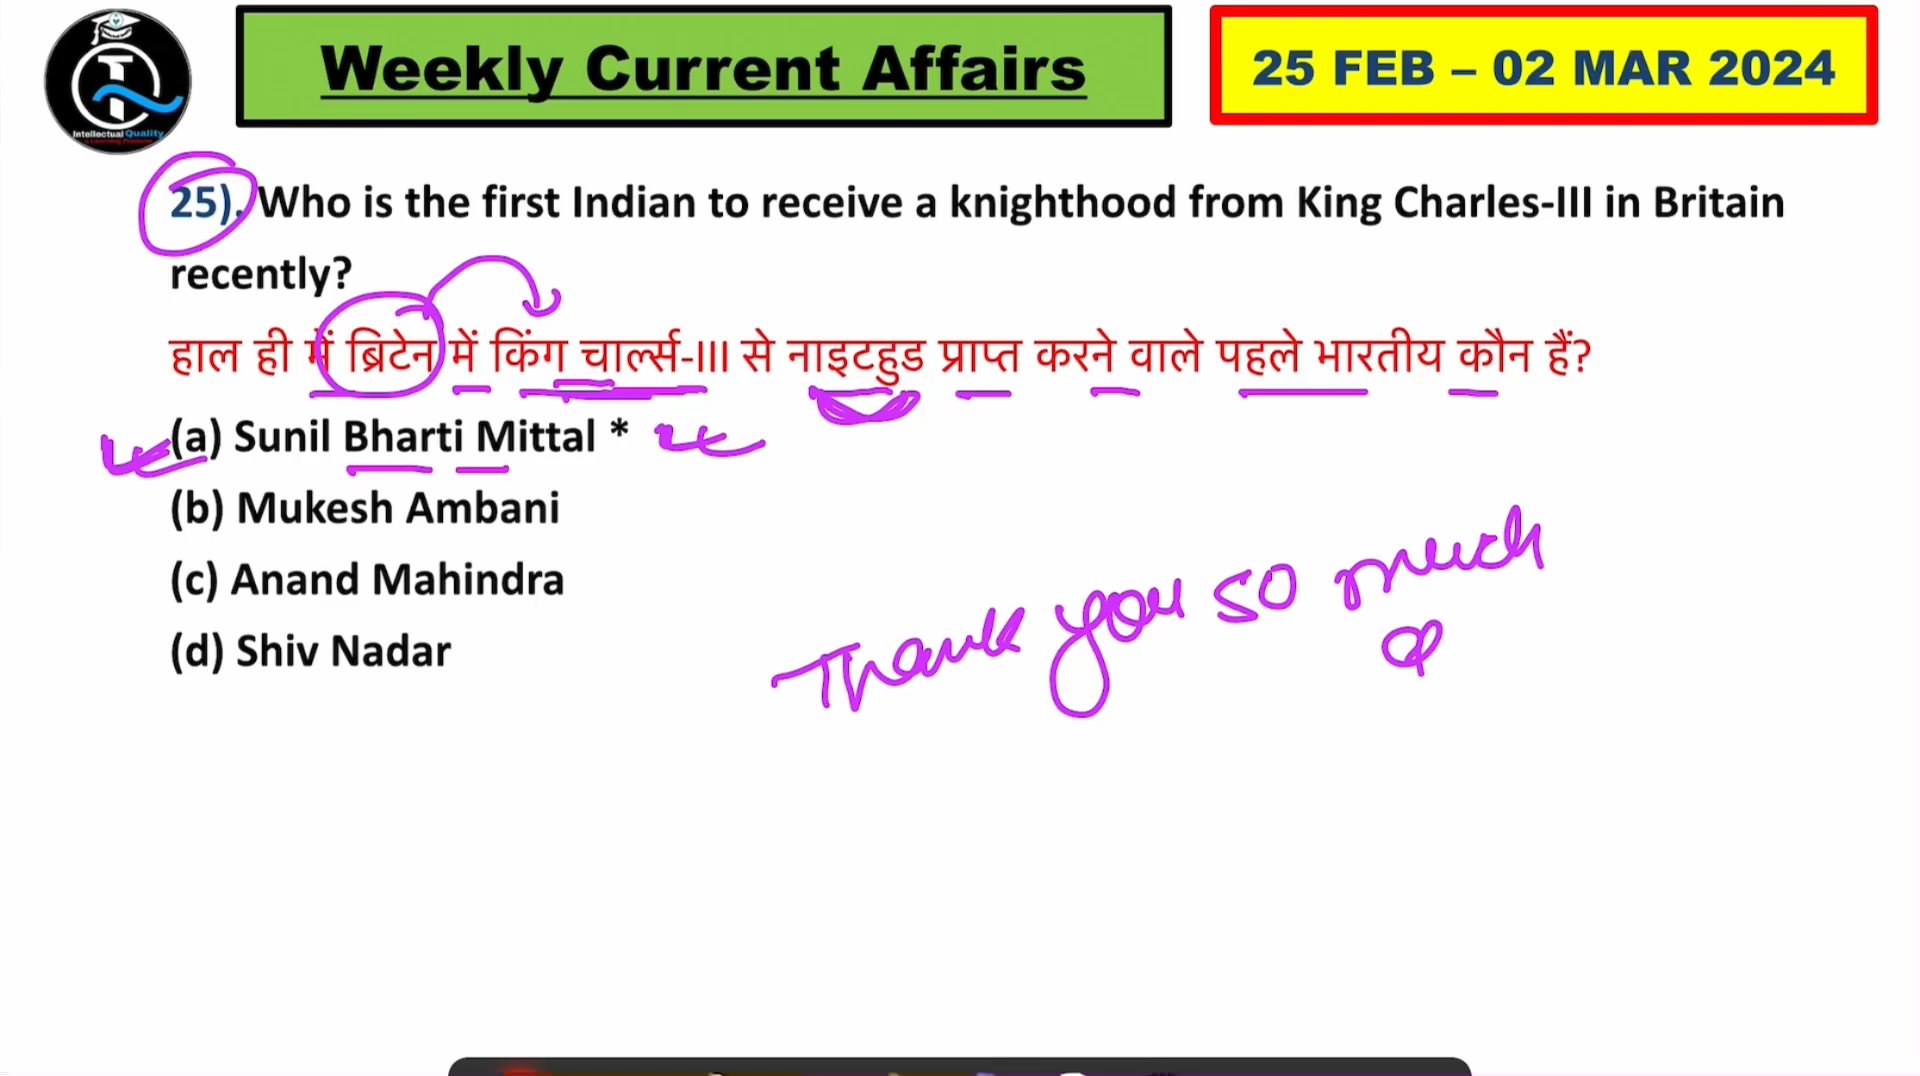 Intellectual Quality
Weekly Current Affairs
25 FEB – 02 MAR 2024
25). Who is the first Indian to receive a knighthood from King Charles-III in Britain
recently?
हाल ही में ब्रिटेन में किंग चार्ल्स-III से नाइटहुड प्राप्त करने वाले पहले भारतीय कौन हैं?
(a) Sunil Bharti Mittal *
(b) Mukesh Ambani
(c) Anand Mahindra
(d) Shiv Nadar
Thank you so much